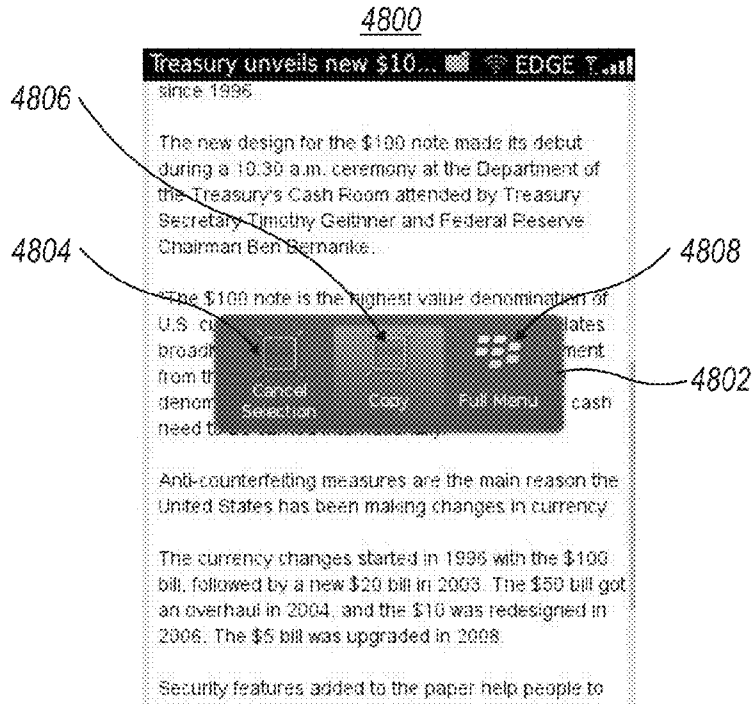 4800
Treasury unveils new $10... EDGE
since 1996.
The new design for the $100 note made its debut
during a 10:30 a.m. ceremony at the Department of
the Treasury's Cash Room attended by Treasury
Secretary Timothy Geithner and Federal Reserve
Chairman Ben Bernanke.
"The $100 note is the highest value denomination of
U.S. lates
broad ment
from th
denom cash
need to
Cancel
Selection
Copy
Full Menu
Anti-counterfeiting measures are the main reason the
United States has been making changes in currency
The currency changes started in 1996 with the $100
bill, followed by a new $20 bill in 2003. The $50 bill got
an overhaul in 2004, and the $10 was redesigned in
2006. The $5 bill was upgraded in 2008.
Security features added to the paper help people to
4806
4804
4808
4802